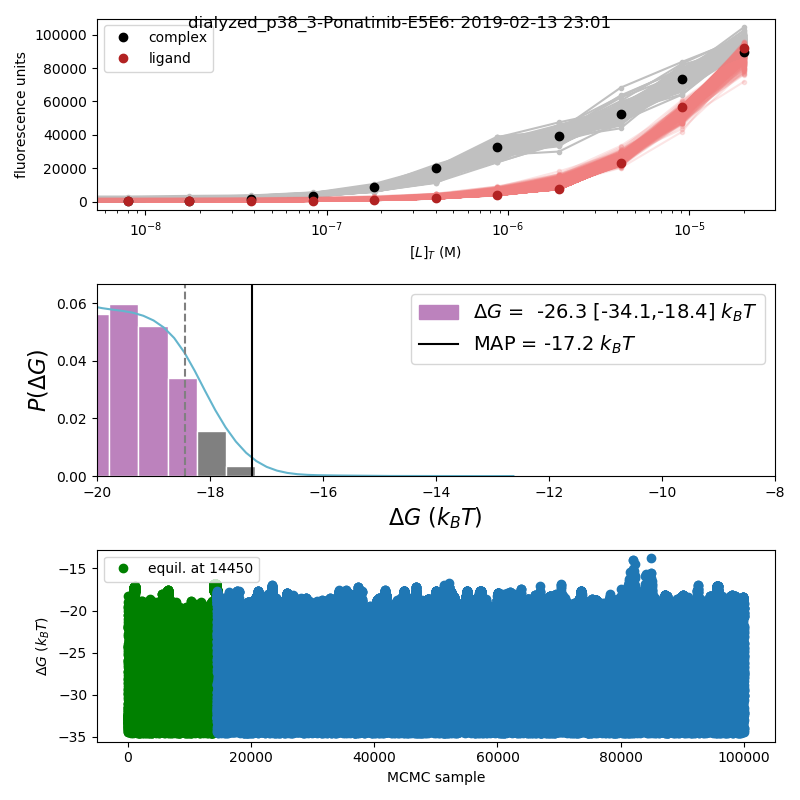 dialyzed_p38_3-Ponatinib-E5E6: 2019-02-13 23:01
complex
ligand
fluorescence units
100000
80000
60000
40000
20000
0
10⁻⁸ 10⁻⁷ 10⁻⁶ 10⁻⁵
[L]_T (M)
ΔG = -26.3 [-34.1,-18.4] k_BT
MAP = -17.2 k_BT
P(ΔG)
0.06
0.04
0.02
0.00
−20 −18 −16 −14 −12 −10 −8
ΔG (k_BT)
equil. at 14450
ΔG (k_BT)
−15
−20
−25
−30
−35
0 20000 40000 60000 80000 100000
MCMC sample